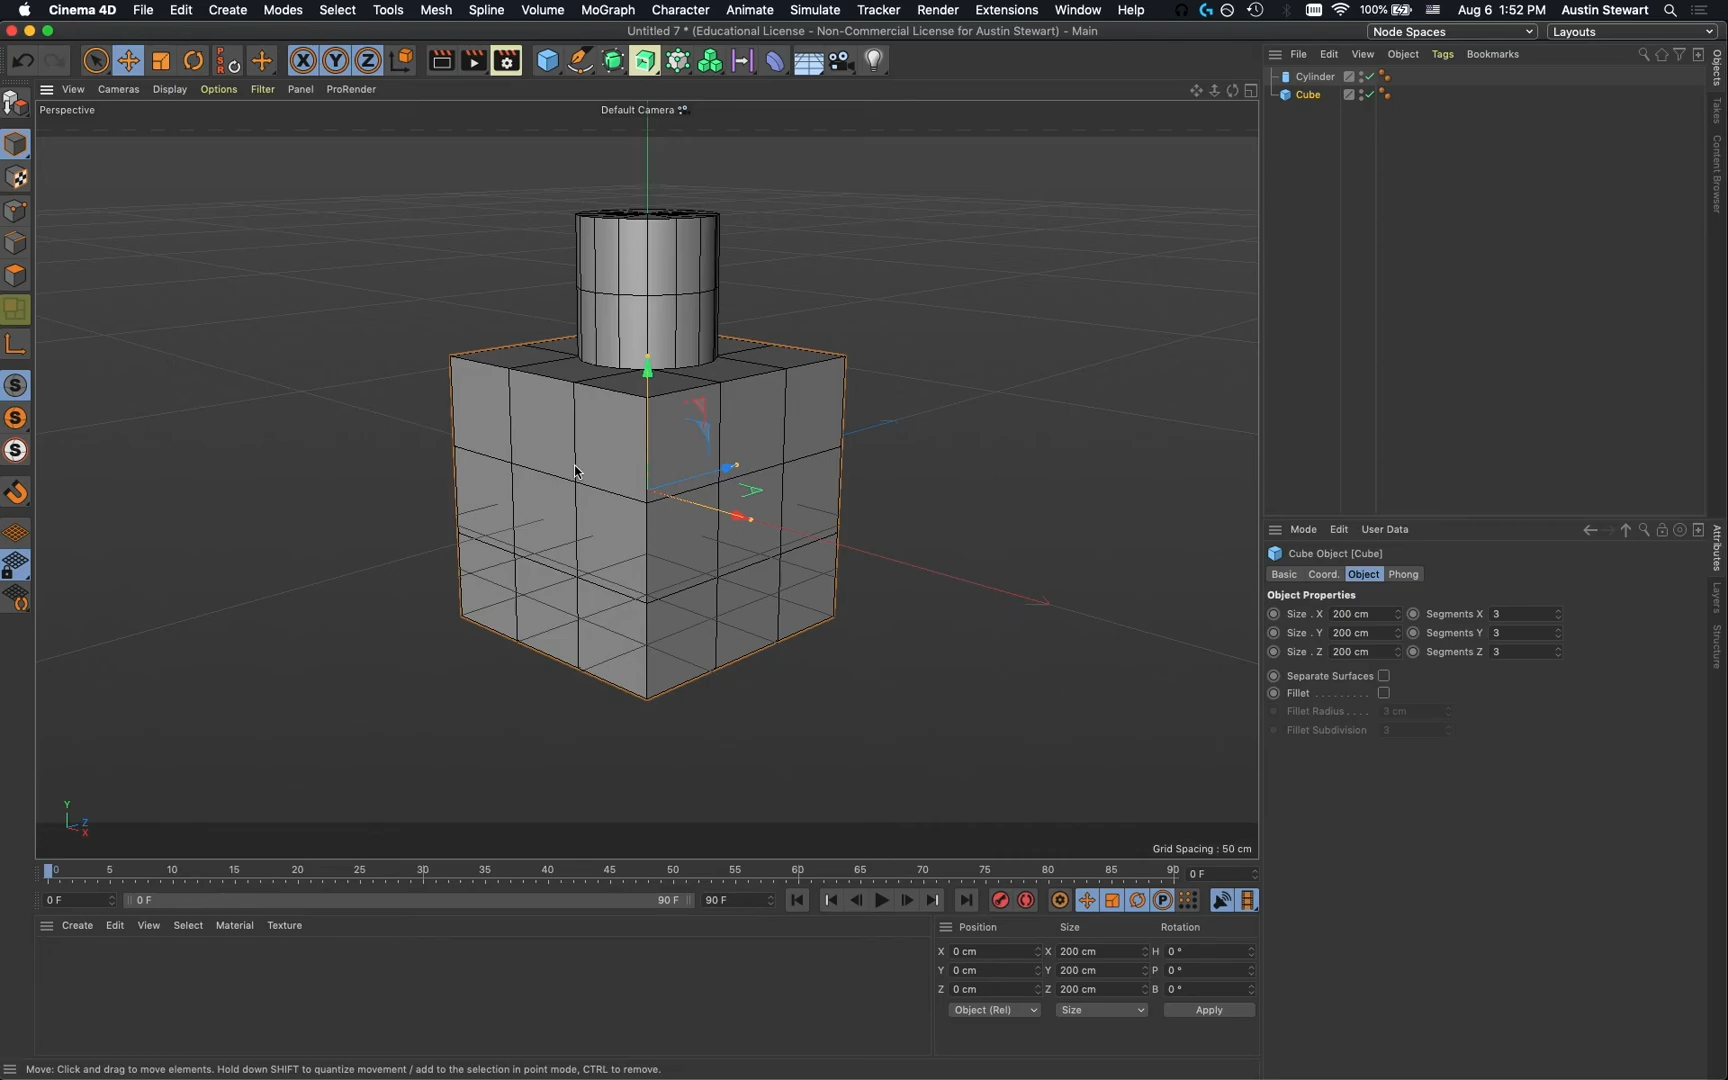 Cinema 4D File Edit Create Modes Select Tools Mesh Spline Volume MoGraph Character Animate Simulate Tracker Render Extensions Window Help 100% Aug 6 1:52 PM Austin Stewart
Untitled 7 * (Educational License - Non-Commercial License for Austin Stewart) - Main
Node Spaces
Layouts
File Edit View Object Tags Bookmarks
Cylinder
Cube
Objects
Takes
Content Browser
View Cameras Display Options Filter Panel ProRender
Perspective
Default Camera
Y
Z
X
Grid Spacing : 50 cm
Mode Edit User Data
Cube Object [Cube]
Basic Coord. Object Phong
Object Properties
Size . X 200 cm Segments X 3
Size . Y 200 cm Segments Y 3
Size . Z 200 cm Segments Z 3
Separate Surfaces
Fillet . . . . . . . . .
Fillet Radius . . . . 3 cm
Fillet Subdivision 3
Attributes
Layers
Structure
0 5 10 15 20 25 30 35 40 45 50 55 60 65 70 75 80 85 90 0 F
0 F 0 F 90 F 90 F
Create Edit View Select Material Texture
Position Size Rotation
X 0 cm X 200 cm H 0 °
Y 0 cm Y 200 cm P 0 °
Z 0 cm Z 200 cm B 0 °
Object (Rel) Size Apply
Move: Click and drag to move elements. Hold down SHIFT to quantize movement / add to the selection in point mode, CTRL to remove.